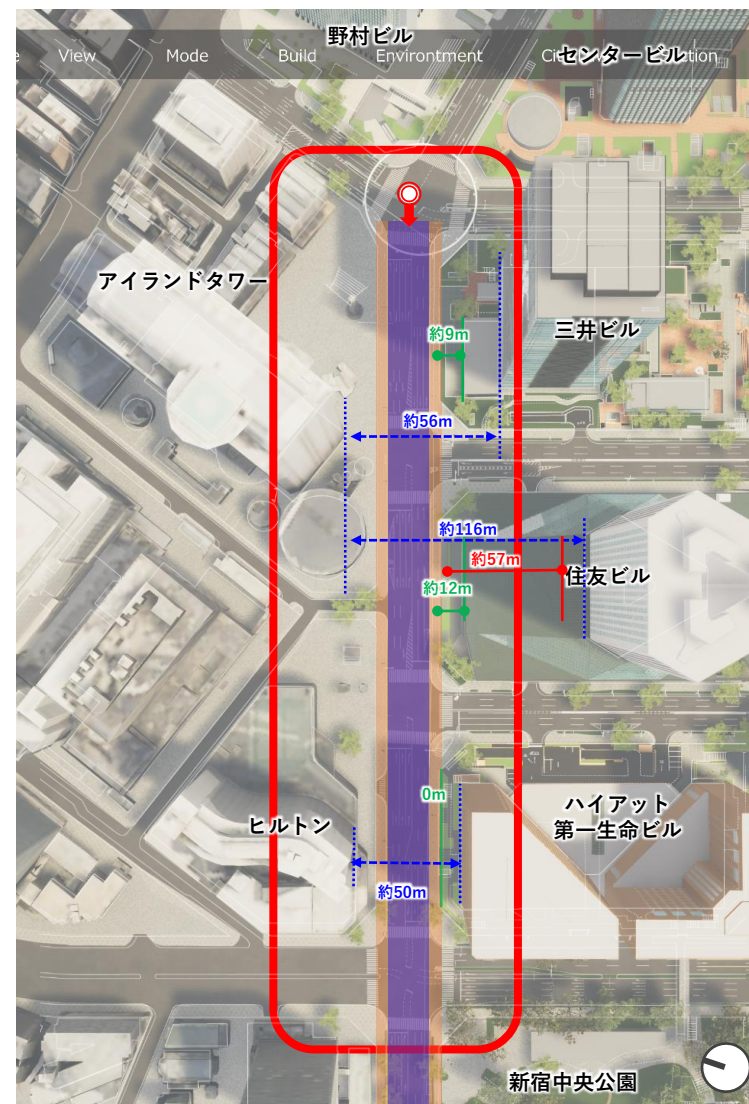 野村ビル
e View Mode Build Environtment Ci センタービル tion
アイランドタワー
三井ビル
約9m
約56m
約116m
約57m
住友ビル
約12m
0m
ハイアット
第一生命ビル
ヒルトン
約50m
新宿中央公園